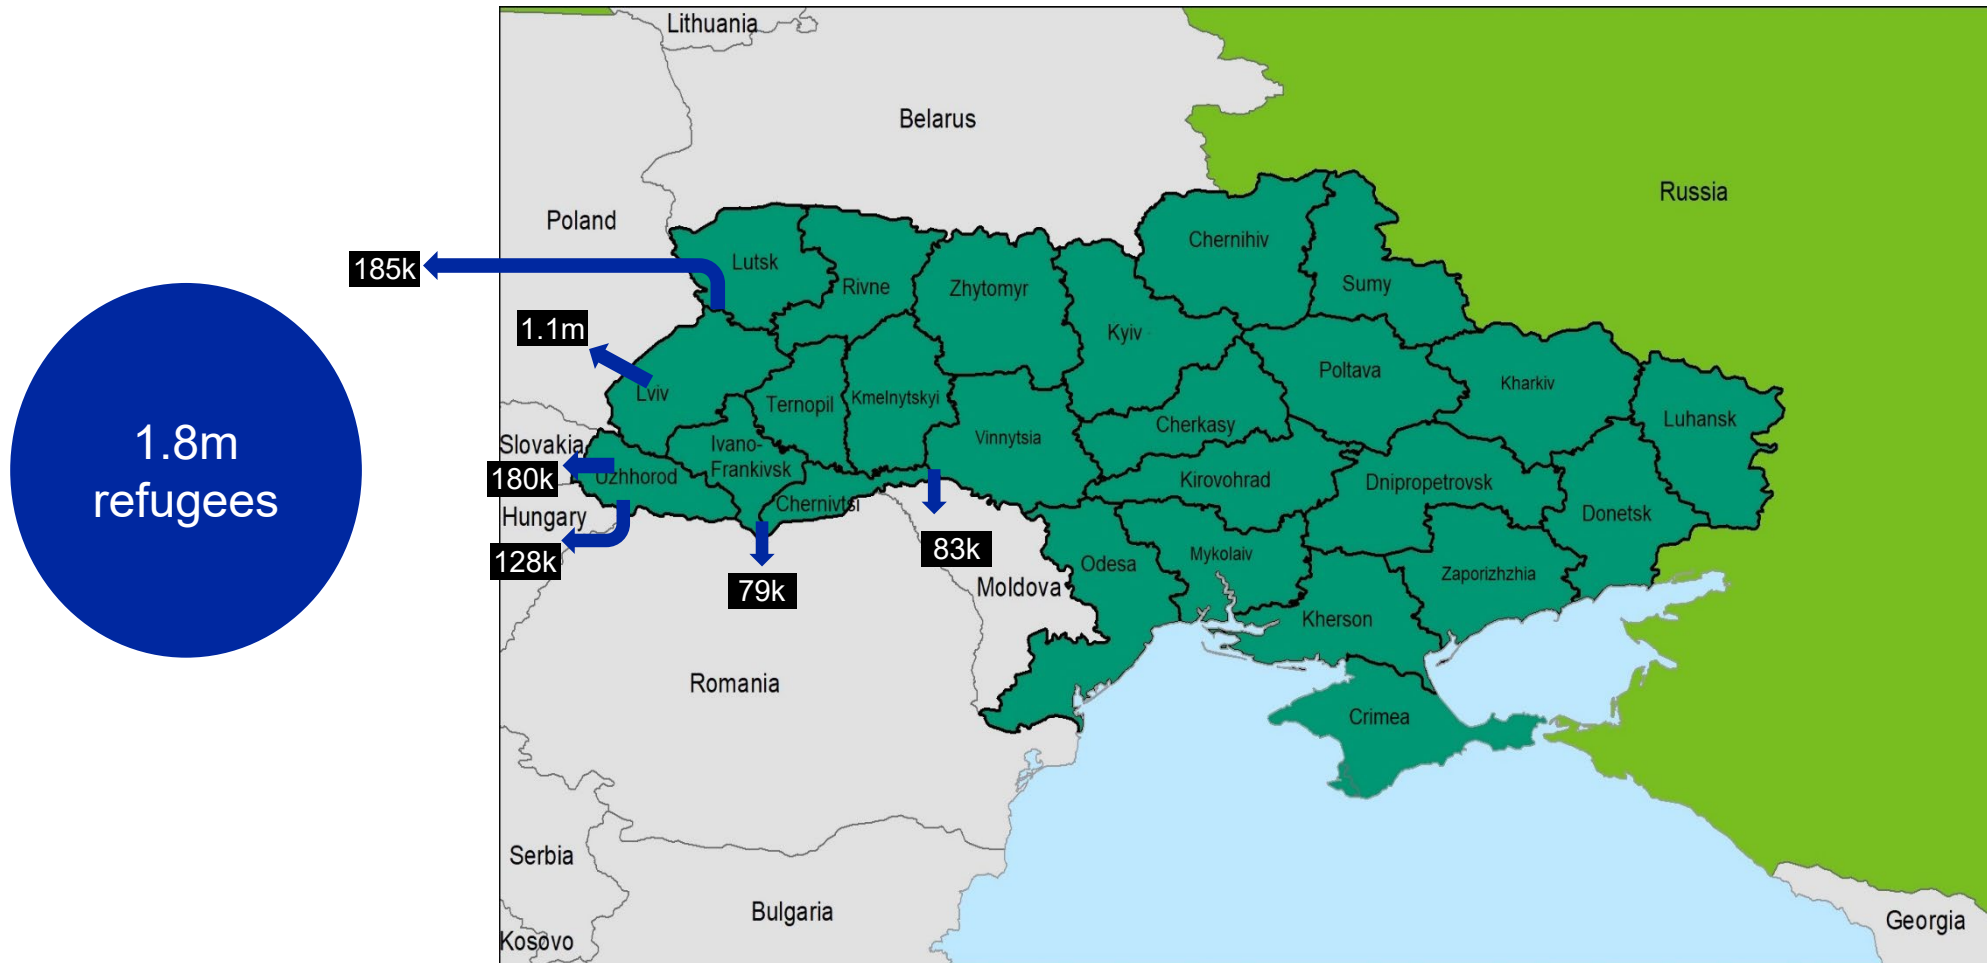 Lithuania
Belarus
Russia
Poland
Chernihiv
Lutsk
185k
Rivne
Zhytomyr
Sumy
1.1m
Kyiv
Poltava
Kharkiv
Lviv
Ternopil
Kmelnytskyi
Luhansk
Cherkasy
Vinnytsia
1.8m
refugees
Slovakia
Ivano-
Frankivsk
180k
Uzhhorod
Kirovohrad
Dnipropetrovsk
Chernivtsi
Hungary
Donetsk
128k
83k
Mykolaiv
Odesa
Zaporizhzhia
79k
Moldova
Kherson
Romania
Crimea
Serbia
Bulgaria
Georgia
Kosovo